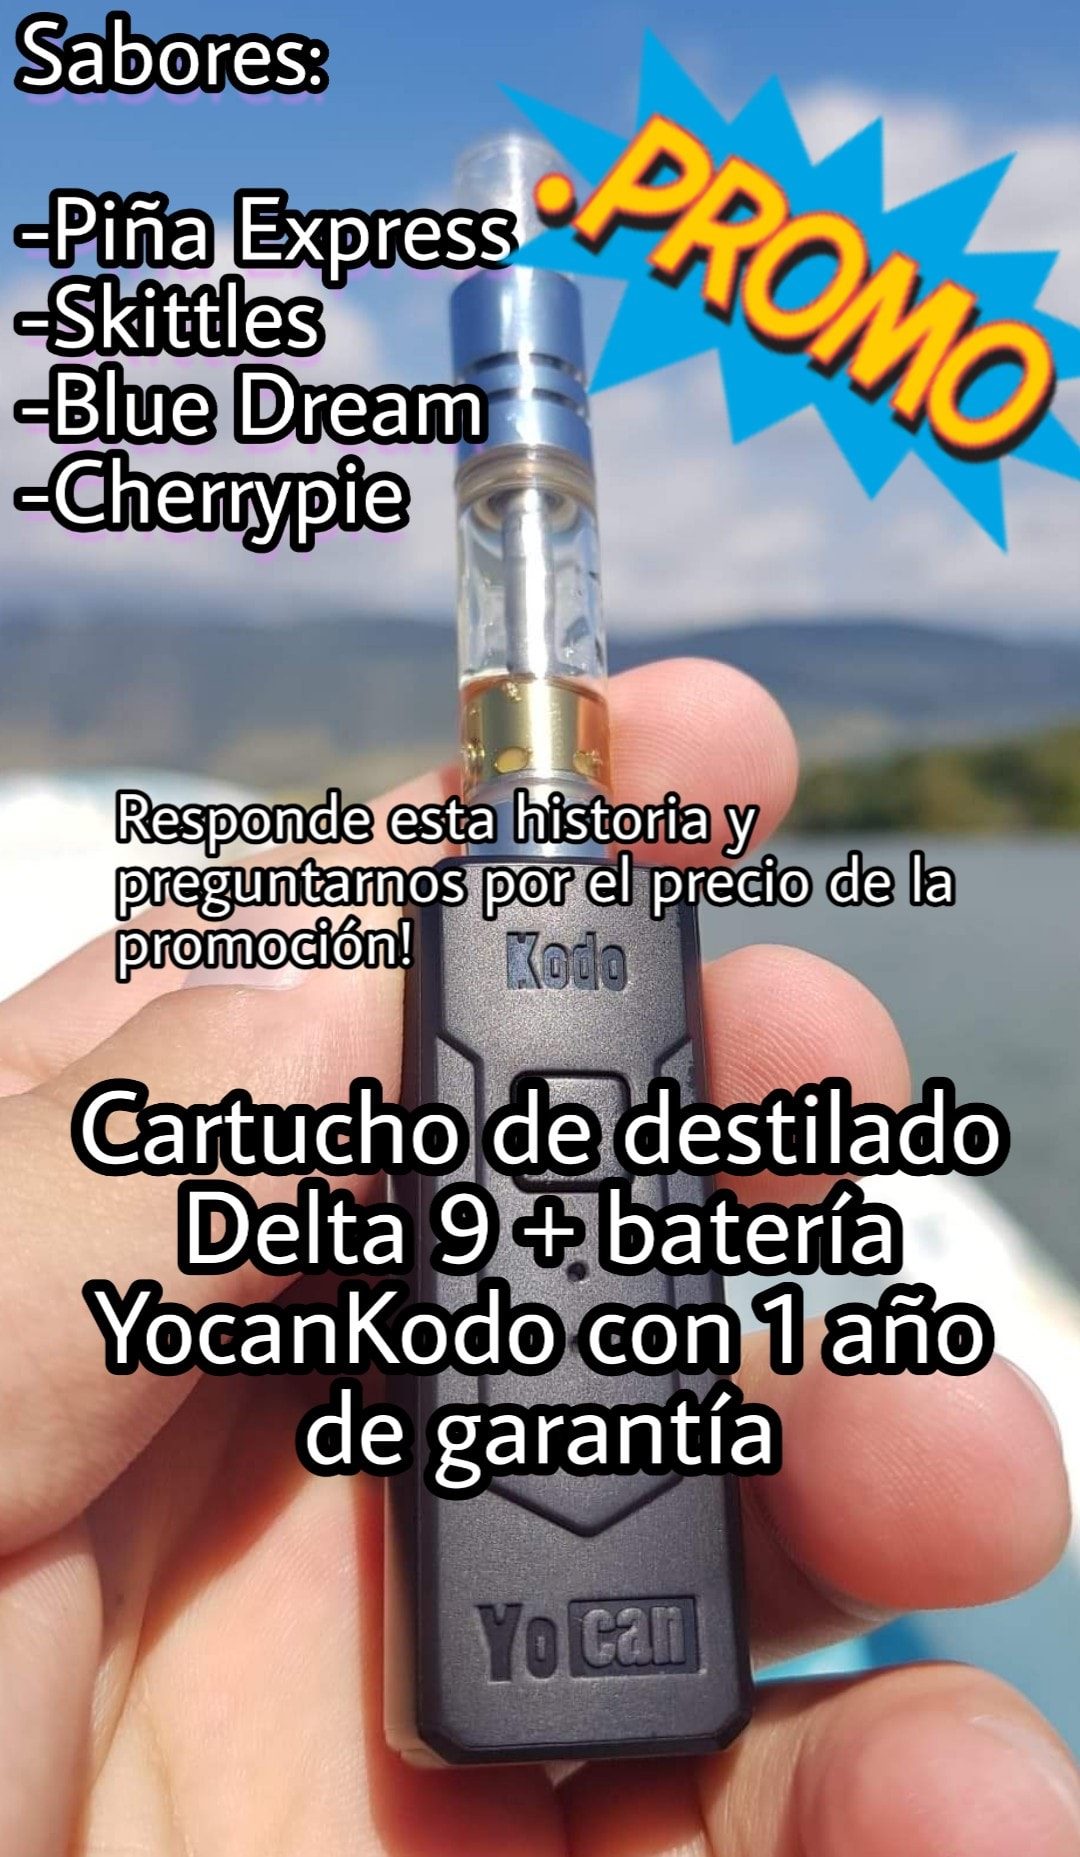 Sabores:
.PROMO
-Piña Express
-Skittles
-Blue Dream
-Cherrypie
Responde esta historia y
preguntarnos por el precio de la
promoción!
Kodo
Cartucho de destilado
Delta 9 + batería
YocanKodo con 1 año
de garantía
Yocan